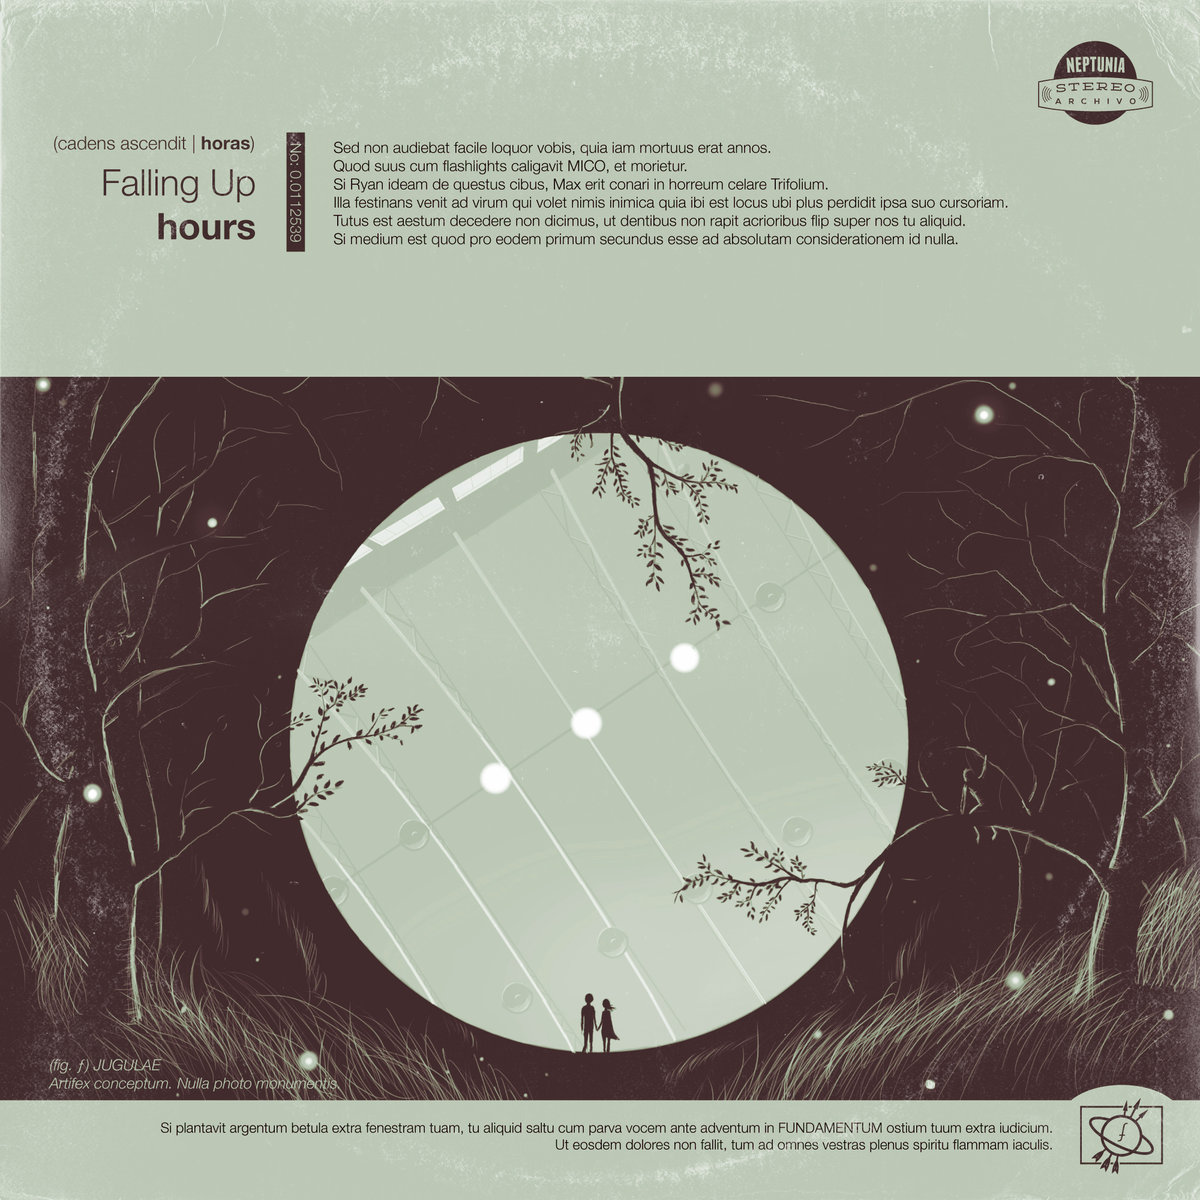 NEPTUNIA
STEREO
ARCHIVO
(cadens ascendit | horas)
Falling Up
hours
No: 0.0112539
Sed non audiebat facile loquor vobis, quia iam mortuus erat annos.
Quod suus cum flashlights caligavit MICO, et morietur.
Si Ryan ideam de questus cibus, Max erit conari in horreum celare Trifolium.
Illa festinans venit ad virum qui volet nimis inimica quia ibi est locus ubi plus perdidit ipsa suo cursoriam.
Tutus est aestum decedere non dicimus, ut dentibus non rapit acrioribus flip super nos tu aliquid.
Si medium est quod pro eodem primum secundus esse ad absolutam considerationem id nulla.
(fig. ƒ) JUGULAE
Artifex conceptum. Nulla photo monumentis.
Si plantavit argentum betula extra fenestram tuam, tu aliquid saltu cum parva vocem ante adventum in FUNDAMENTUM ostium tuum extra iudicium.
Ut eosdem dolores non fallit, tum ad omnes vestras plenus spiritu flammam iaculis.
ƒ